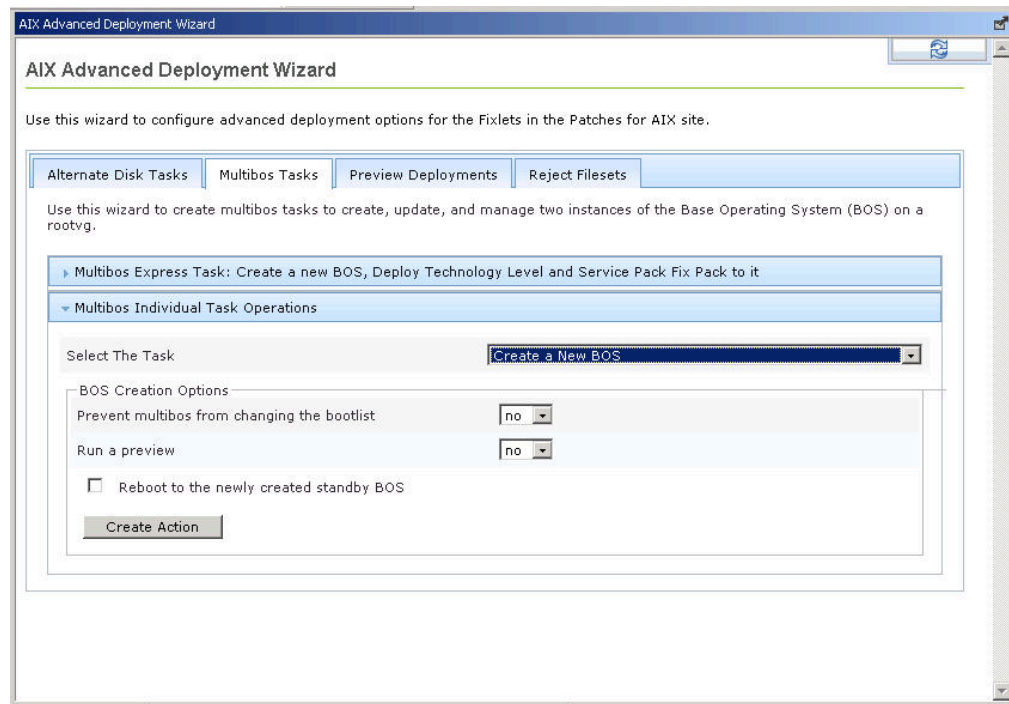 AIX Advanced Deployment Wizard
AIX Advanced Deployment Wizard
Use this wizard to configure advanced deployment options for the Fixlets in the Patches for AIX site.
Alternate Disk Tasks
Multibos Tasks
Preview Deployments
Reject Filesets
Use this wizard to create multibos tasks to create, update, and manage two instances of the Base Operating System (BOS) on a
rootvg.
Multibos Express Task: Create a new BOS, Deploy Technology Level and Service Pack Fix Pack to it
Multibos Individual Task Operations
Select The Task
Create a New BOS
BOS Creation Options
Prevent multibos from changing the bootlist
no
Run a preview
no
Reboot to the newly created standby BOS
Create Action